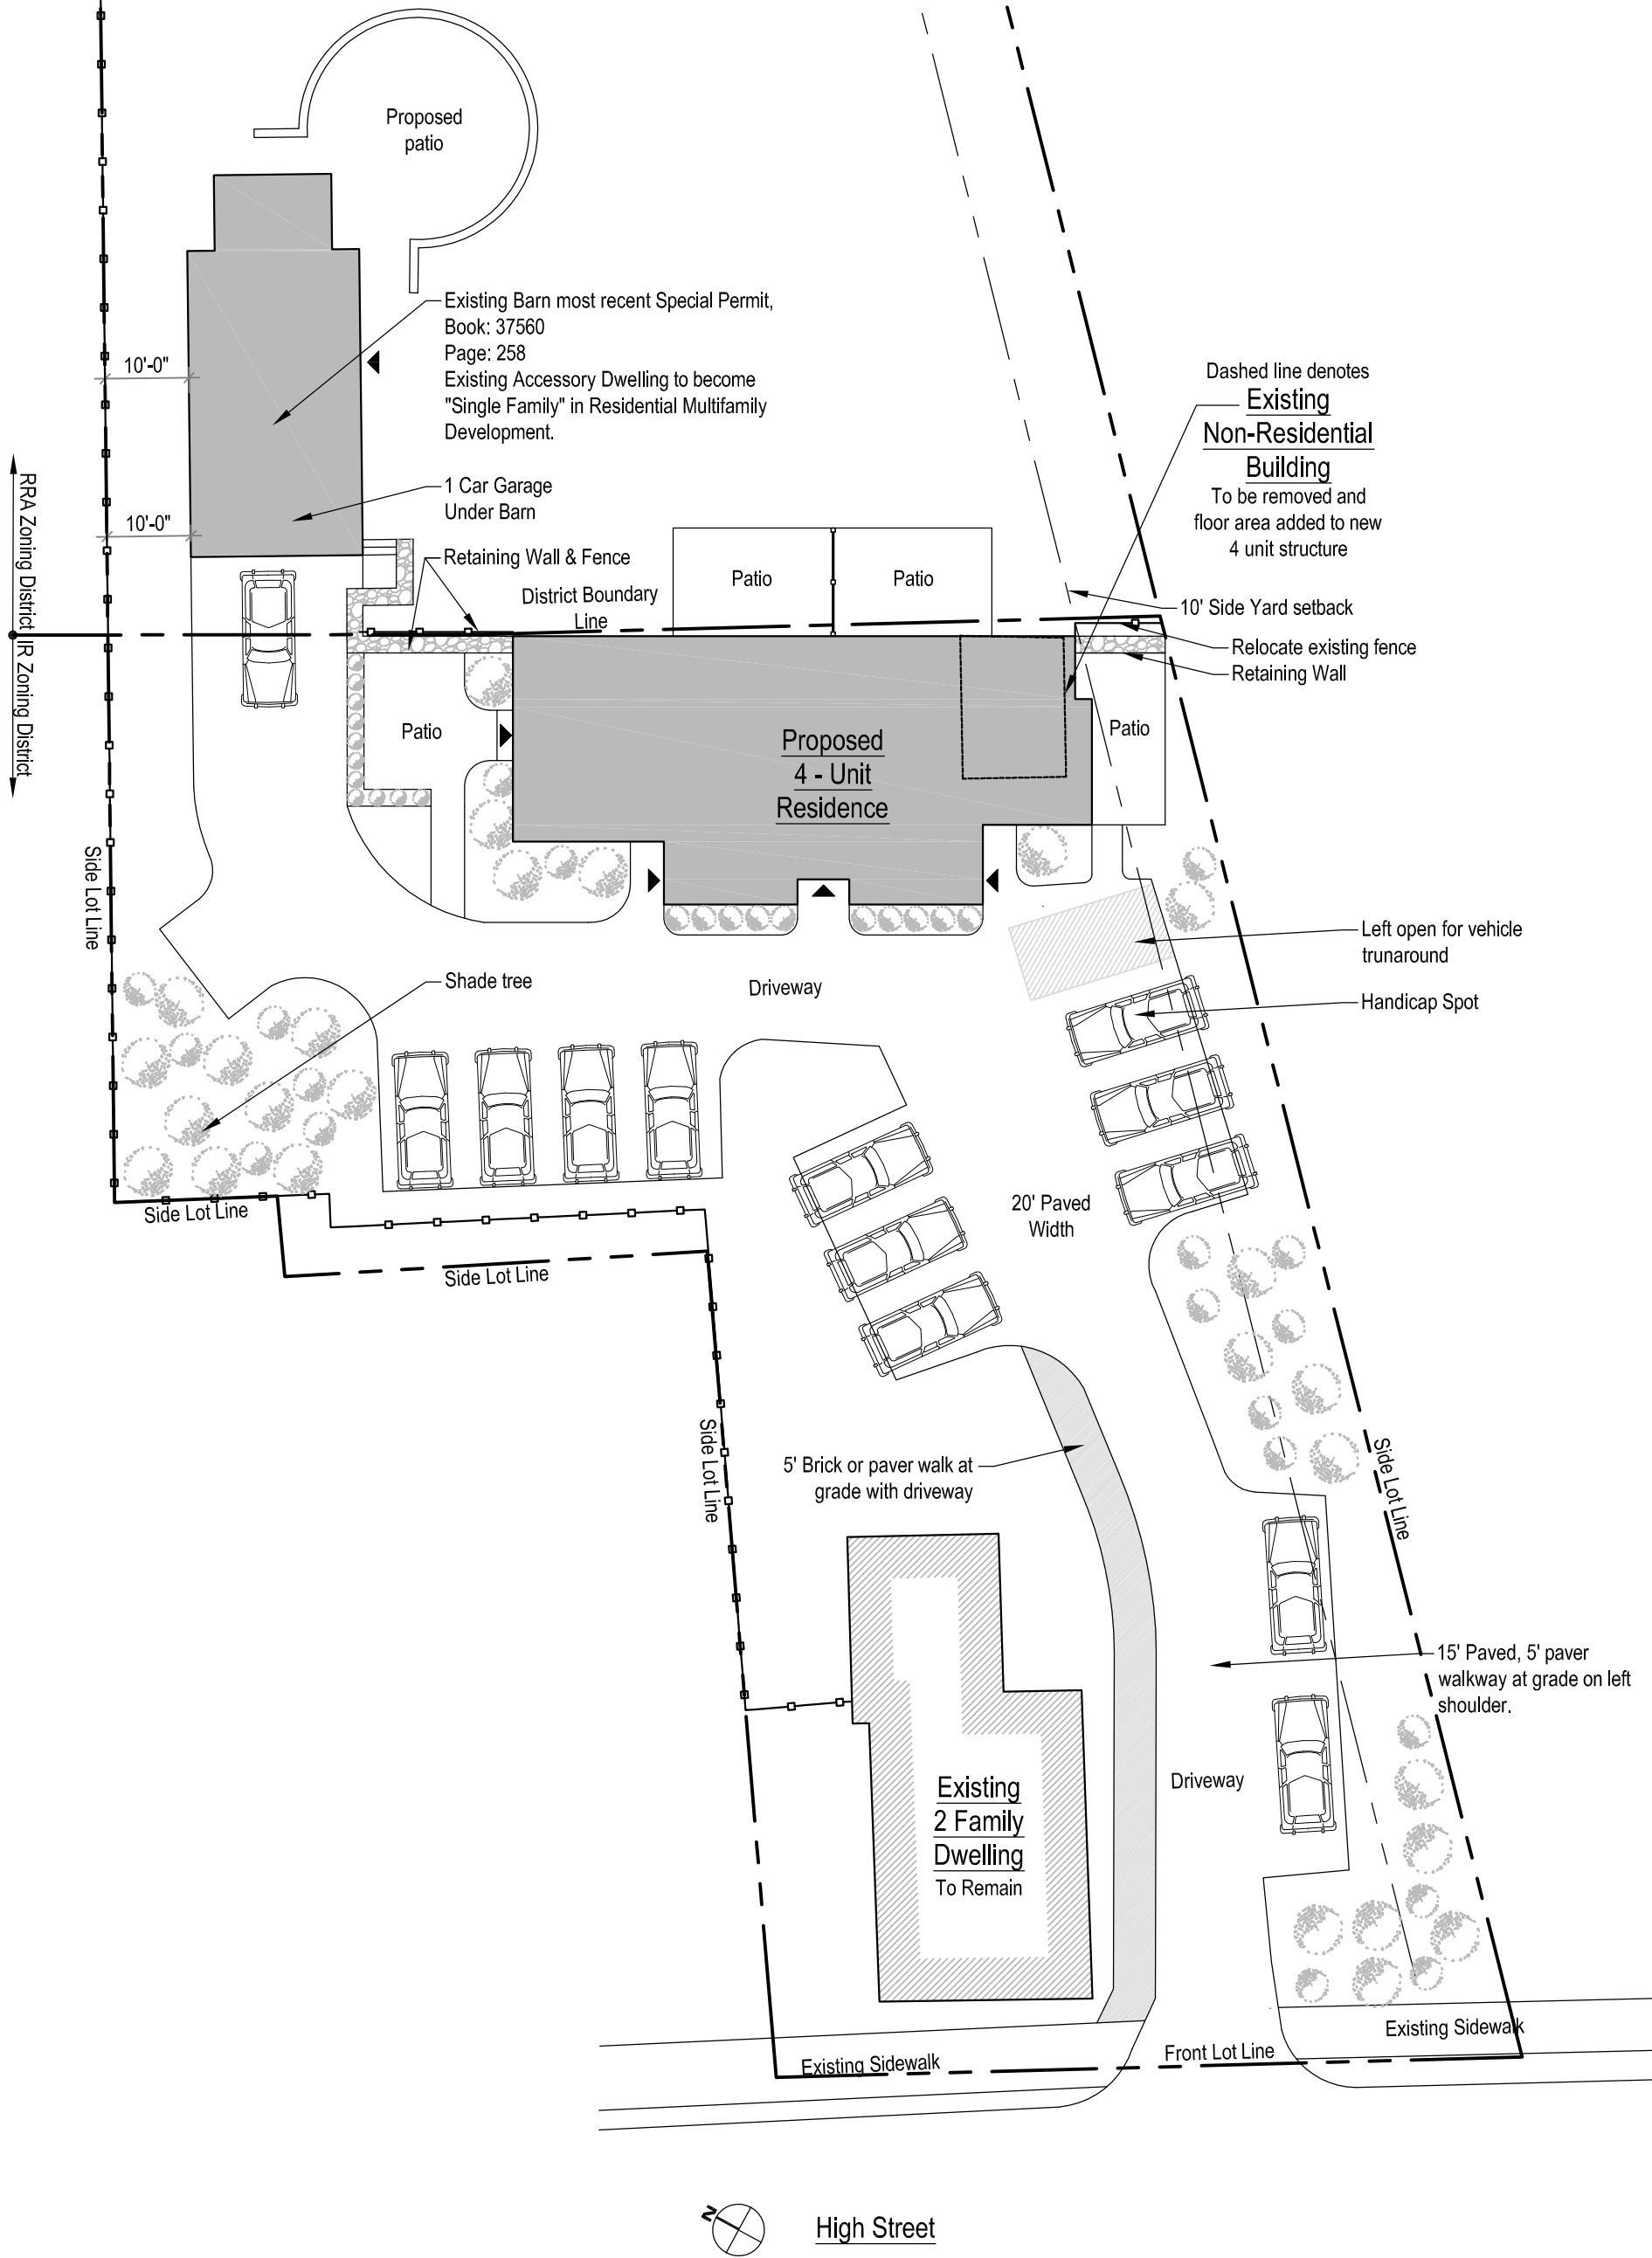 Proposed
patio
Existing Barn most recent Special Permit,
Book: 37560
Page: 258
Existing Accessory Dwelling to become
"Single Family" in Residential Multifamily
Development.
10'-0"
Dashed line denotes
Existing
Non-Residential
Building
To be removed and
floor area added to new
4 unit structure
1 Car Garage
Under Barn
10'-0"
RRA Zoning District
IR Zoning District
Retaining Wall & Fence
District Boundary
Line
Patio
Patio
10' Side Yard setback
Relocate existing fence
Retaining Wall
Patio
Patio
Proposed
4 - Unit
Residence
Side Lot Line
Left open for vehicle
trunaround
Shade tree
Driveway
Handicap Spot
Side Lot Line
20' Paved
Width
Side Lot Line
Side Lot Line
Side Lot Line
5' Brick or paver walk at
grade with driveway
15' Paved, 5' paver
walkway at grade on left
shoulder.
Driveway
Existing
2 Family
Dwelling
To Remain
Existing Sidewalk
Front Lot Line
Existing Sidewalk
N
High Street